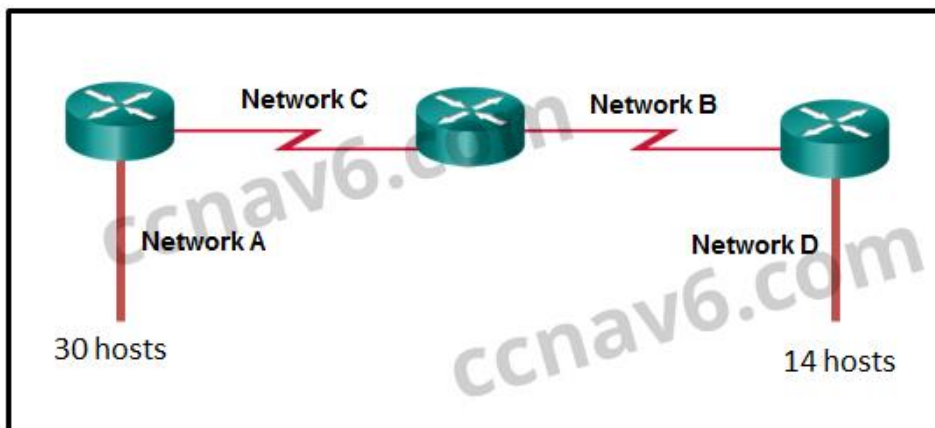 Network C
Network B
ccnav6.com
Network A
Network D
ccnav6.com
30 hosts
14 hosts